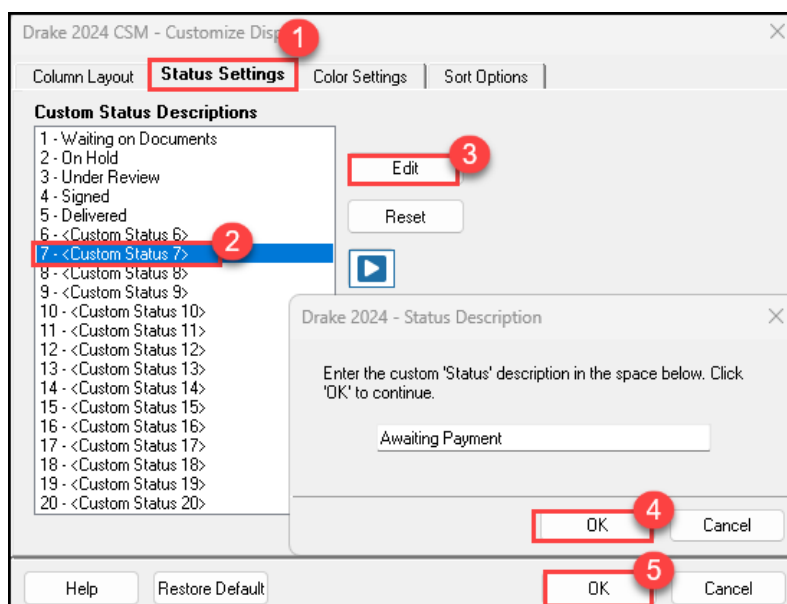 Drake 2024 CSM - Customize
1
Column Layout Status Settings Color Settings Sort Options
Custom Status Descriptions
1 - Waiting on Documents
2 - On Hold
3 - Under Review
4 - Signed
5 - Delivered
6 - <Custom Status 6>
7 - <Custom Status 7>
8 - <Custom Status 8>
9 - <Custom Status 9>
10 - <Custom Status 10>
11 - <Custom Status 11>
12 - <Custom Status 12>
13 - <Custom Status 13>
14 - <Custom Status 14>
15 - <Custom Status 15>
16 - <Custom Status 16>
17 - <Custom Status 17>
18 - <Custom Status 18>
19 - <Custom Status 19>
20 - <Custom Status 20>
2
Edit
3
Reset
Drake 2024 - Status Description
Enter the custom 'Status' description in the space below. Click
'OK' to continue.
Awaiting Payment
OK
4
Cancel
Help
Restore Default
OK
5
Cancel